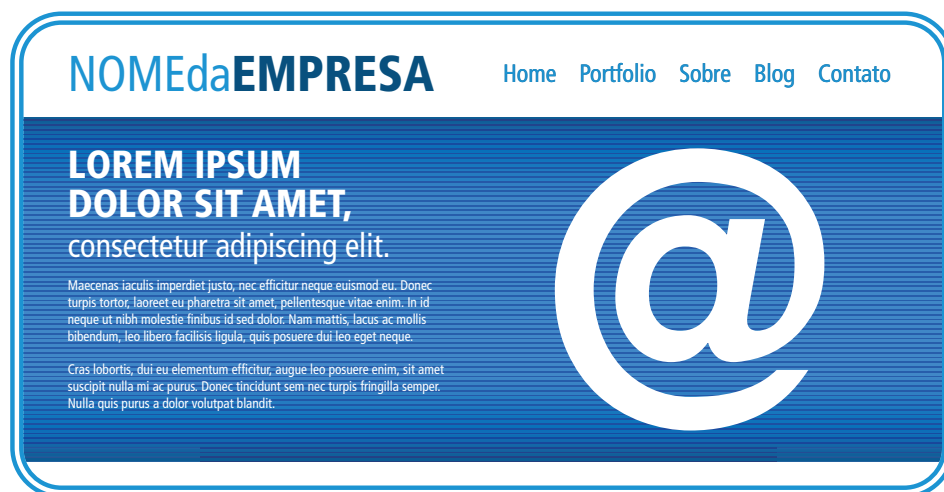 NOMEdaEMPRESA
Home Portfolio Sobre Blog Contato
LOREM IPSUM
DOLOR SIT AMET,
consectetur adipiscing elit.
Maecenas iaculis imperdiet justo, nec efficitur neque euismod eu. Donec
turpis tortor, laoreet eu pharetra sit amet, pellentesque vitae enim. In id
neque ut nibh molestie finibus id sed dolor. Nam mattis, lacus ac mollis
bibendum, leo libero facilisis ligula, quis posuere dui leo eget neque.
Cras lobortis, dui eu elementum efficitur, augue leo posuere enim, sit amet
suscipit nulla mi ac purus. Donec tincidunt sem nec turpis fringilla semper.
Nulla quis purus a dolor volutpat blandit.
@